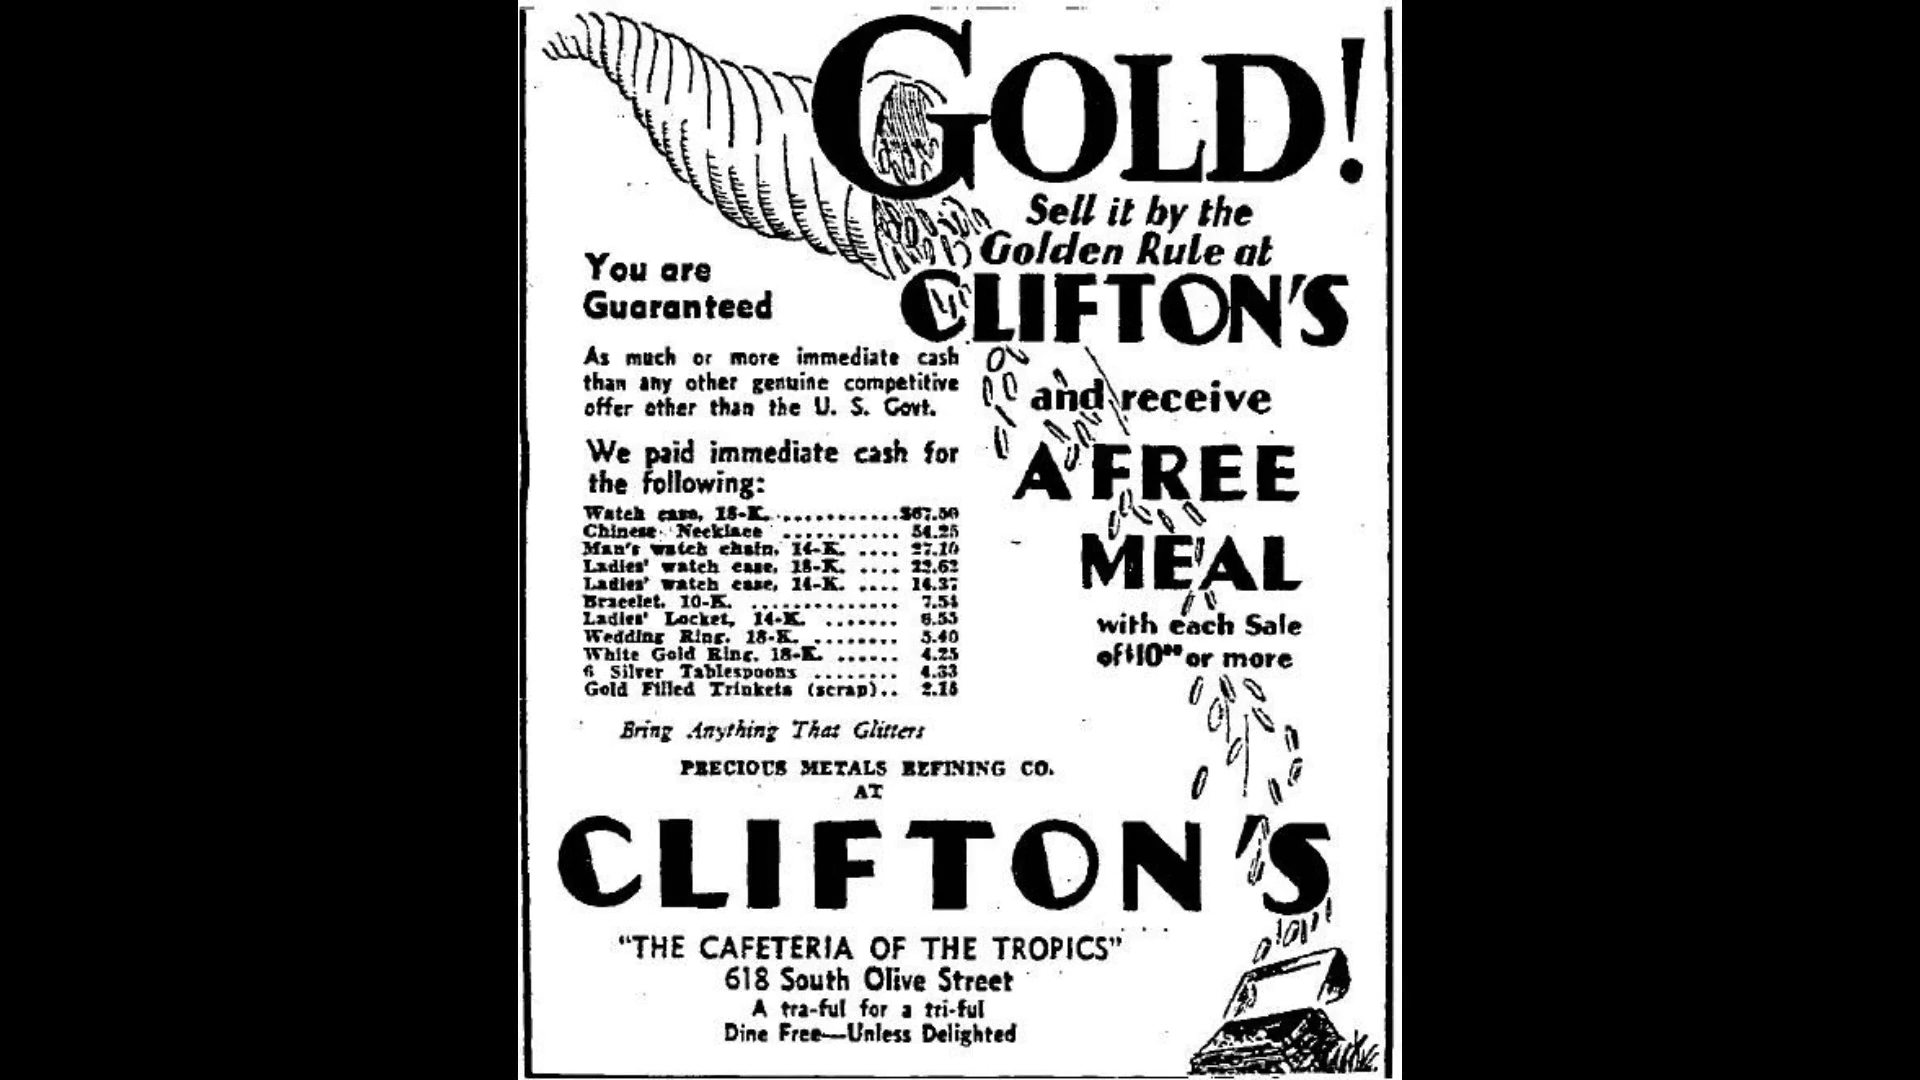 GOLD!
Sell it by the
Golden Rule at
CLIFTON'S
and receive
A FREE
MEAL
with each Sale
of $10⁰⁰ or more
You are
Guaranteed
As much or more immediate cash
than any other genuine competitive
offer other than the U. S. Govt.
We paid immediate cash for
the following:
Watch case, 18-K. ............$67.50
Chinese Necklace ........... 54.25
Man's watch chain, 14-K. .... 27.10
Ladies' watch case, 18-K. .... 22.62
Ladies' watch case, 14-K. .... 14.37
Bracelet, 10-K. .............. 7.54
Ladies' Locket, 14-K. ....... 6.55
Wedding Ring, 18-K. ........ 5.40
White Gold Ring, 18-K. ...... 4.25
6 Silver Tablespoons ........ 4.33
Gold Filled Trinkets (scrap).. 2.18
Bring Anything That Glitters
PRECIOUS METALS REFINING CO.
AT
CLIFTON'S
"THE CAFETERIA OF THE TROPICS"
618 South Olive Street
A tra-ful for a tri-ful
Dine Free—Unless Delighted